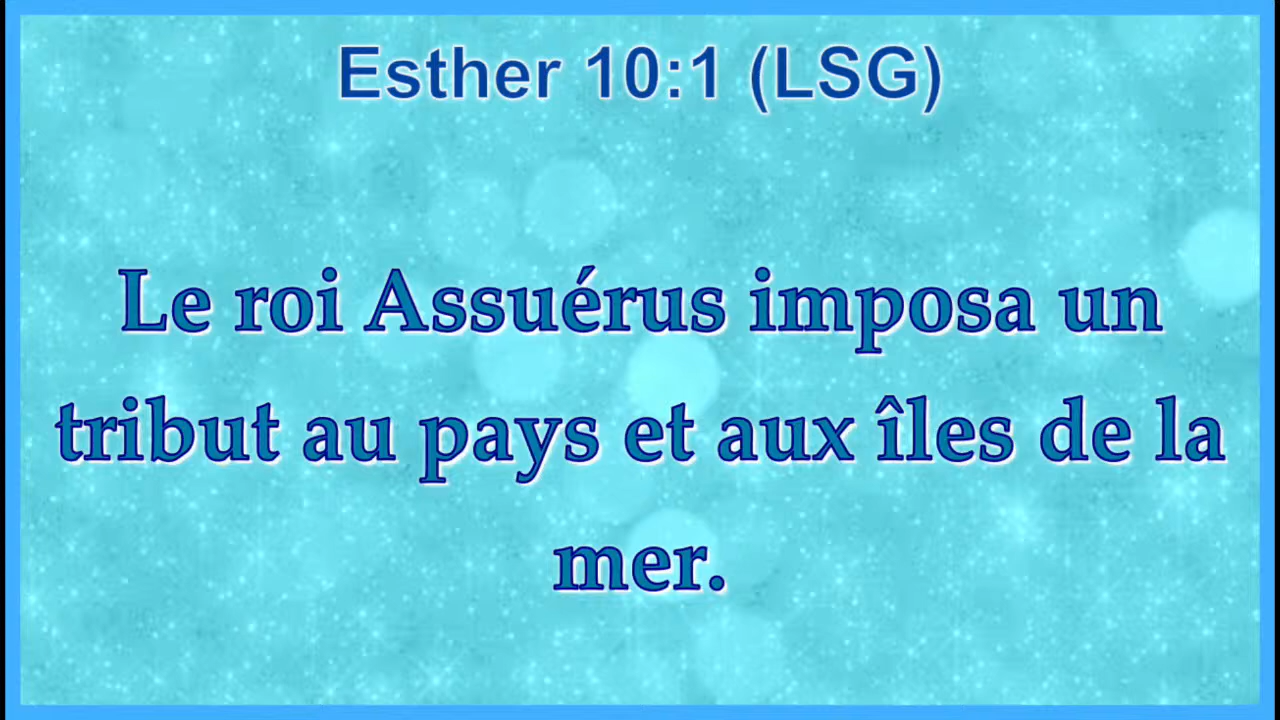 Esther 10:1 (LSG)
Le roi Assuérus imposa un
tribut au pays et aux îles de la
mer.